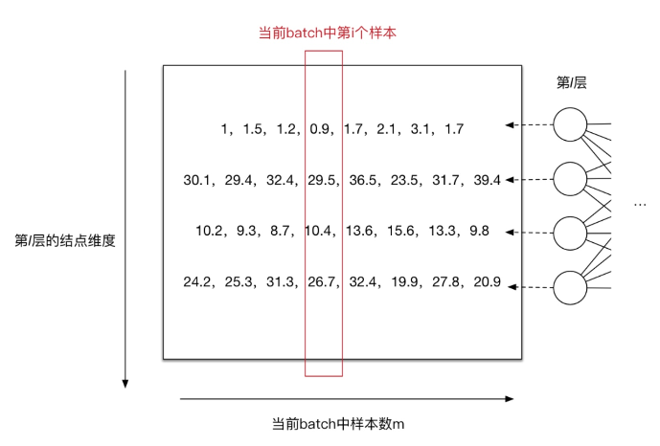 当前batch中第i个样本
第l层
1, 1.5, 1.2, 0.9, 1.7, 2.1, 3.1, 1.7
30.1, 29.4, 32.4, 29.5, 36.5, 23.5, 31.7, 39.4
...
10.2, 9.3, 8.7, 10.4, 13.6, 15.6, 13.3, 9.8
第l层的结点维度
24.2, 25.3, 31.3, 26.7, 32.4, 19.9, 27.8, 20.9
当前batch中样本数m